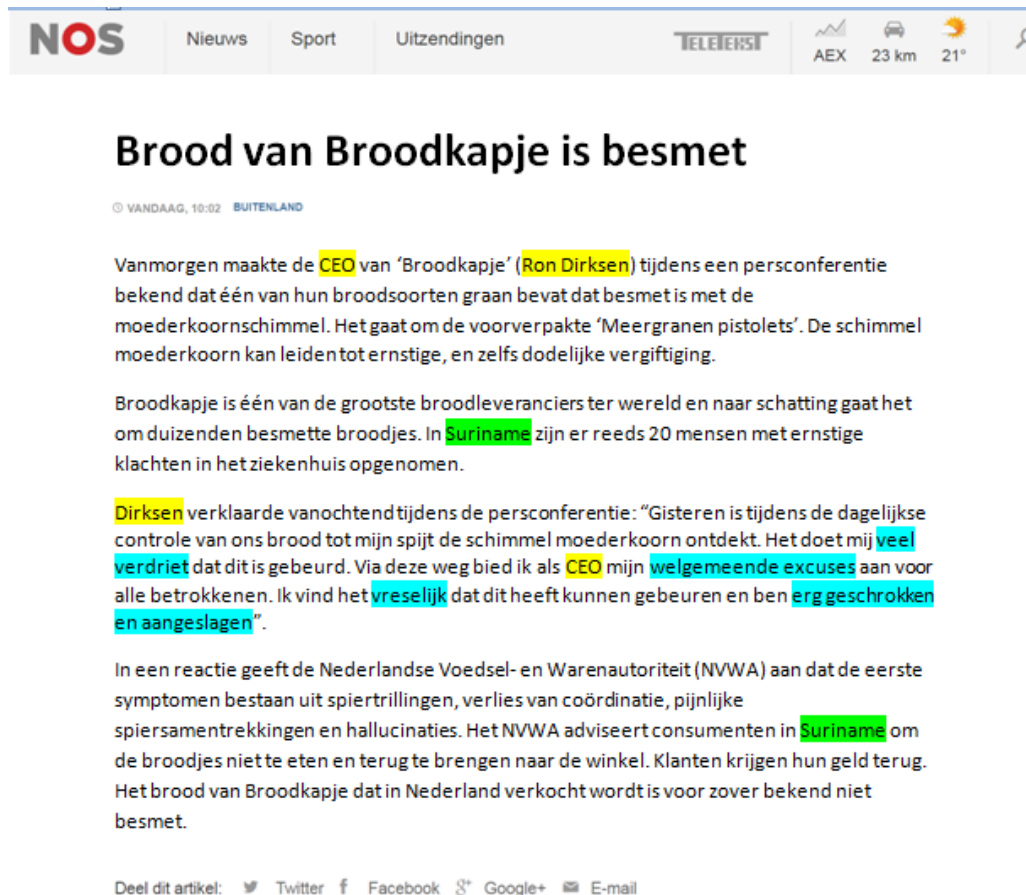 NOS Nieuws Sport Uitzendingen TELETEKST AEX 23 km 21°
Brood van Broodkapje is besmet
VANDAAG, 10:02 BUITENLAND
Vanmorgen maakte de CEO van ‘Broodkapje’ (Ron Dirksen) tijdens een persconferentie
bekend dat één van hun broodsoorten graan bevat dat besmet is met de
moederkoornschimmel. Het gaat om de voorverpakte ‘Meergranen pistolets’. De schimmel
moederkoorn kan leiden tot ernstige, en zelfs dodelijke vergiftiging.
Broodkapje is één van de grootste broodleveranciers ter wereld en naar schatting gaat het
om duizenden besmette broodjes. In Suriname zijn er reeds 20 mensen met ernstige
klachten in het ziekenhuis opgenomen.
Dirksen verklaarde vanochtend tijdens de persconferentie: “Gisteren is tijdens de dagelijkse
controle van ons brood tot mijn spijt de schimmel moederkoorn ontdekt. Het doet mij veel
verdriet dat dit is gebeurd. Via deze weg bied ik als CEO mijn welgemeende excuses aan voor
alle betrokkenen. Ik vind het vreselijk dat dit heeft kunnen gebeuren en ben erg geschrokken
en aangeslagen”.
In een reactie geeft de Nederlandse Voedsel- en Warenautoriteit (NVWA) aan dat de eerste
symptomen bestaan uit spiertrillingen, verlies van coördinatie, pijnlijke
spiersamentrekkingen en hallucinaties. Het NVWA adviseert consumenten in Suriname om
de broodjes niet te eten en terug te brengen naar de winkel. Klanten krijgen hun geld terug.
Het brood van Broodkapje dat in Nederland verkocht wordt is voor zover bekend niet
besmet.
Deel dit artikel: Twitter Facebook Google+ E-mail